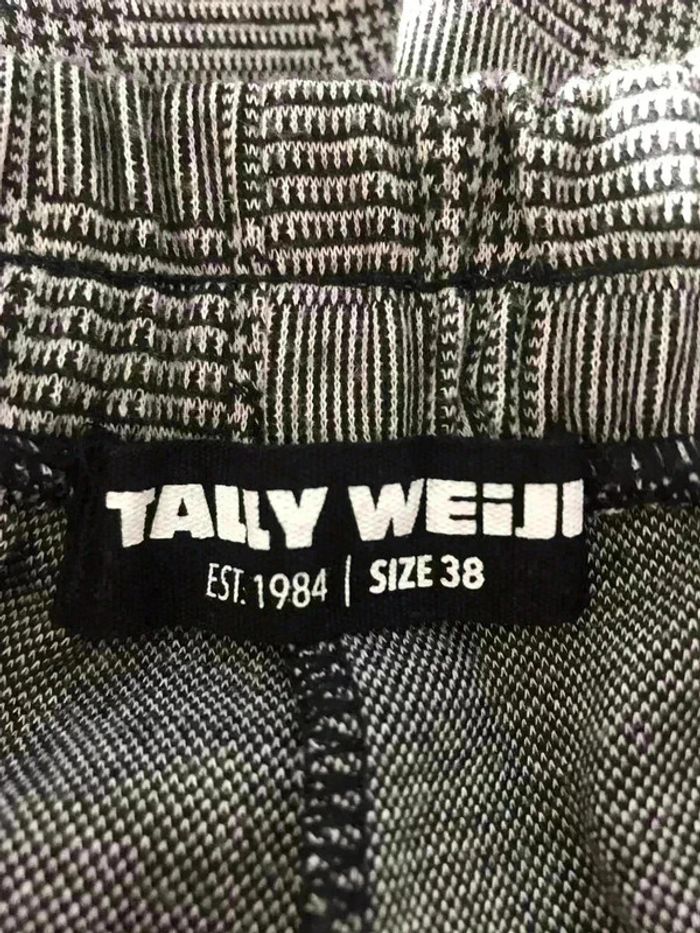 TALLY WEiJL
EST. 1984 | SIZE 38